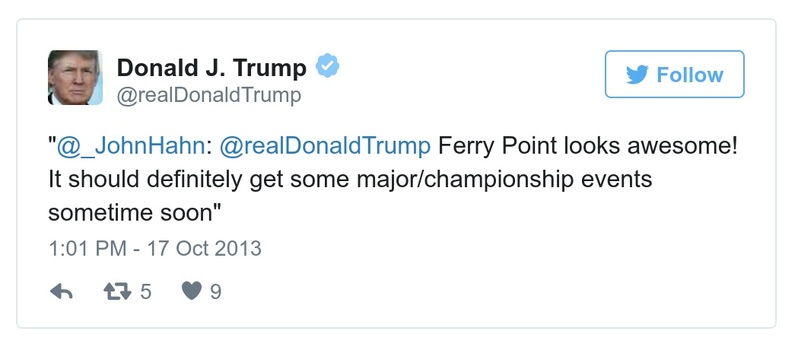 Donald J. Trump
@realDonaldTrump
Follow
"@_JohnHahn: @realDonaldTrump Ferry Point looks awesome!
It should definitely get some major/championship events
sometime soon"
1:01 PM - 17 Oct 2013
5 9